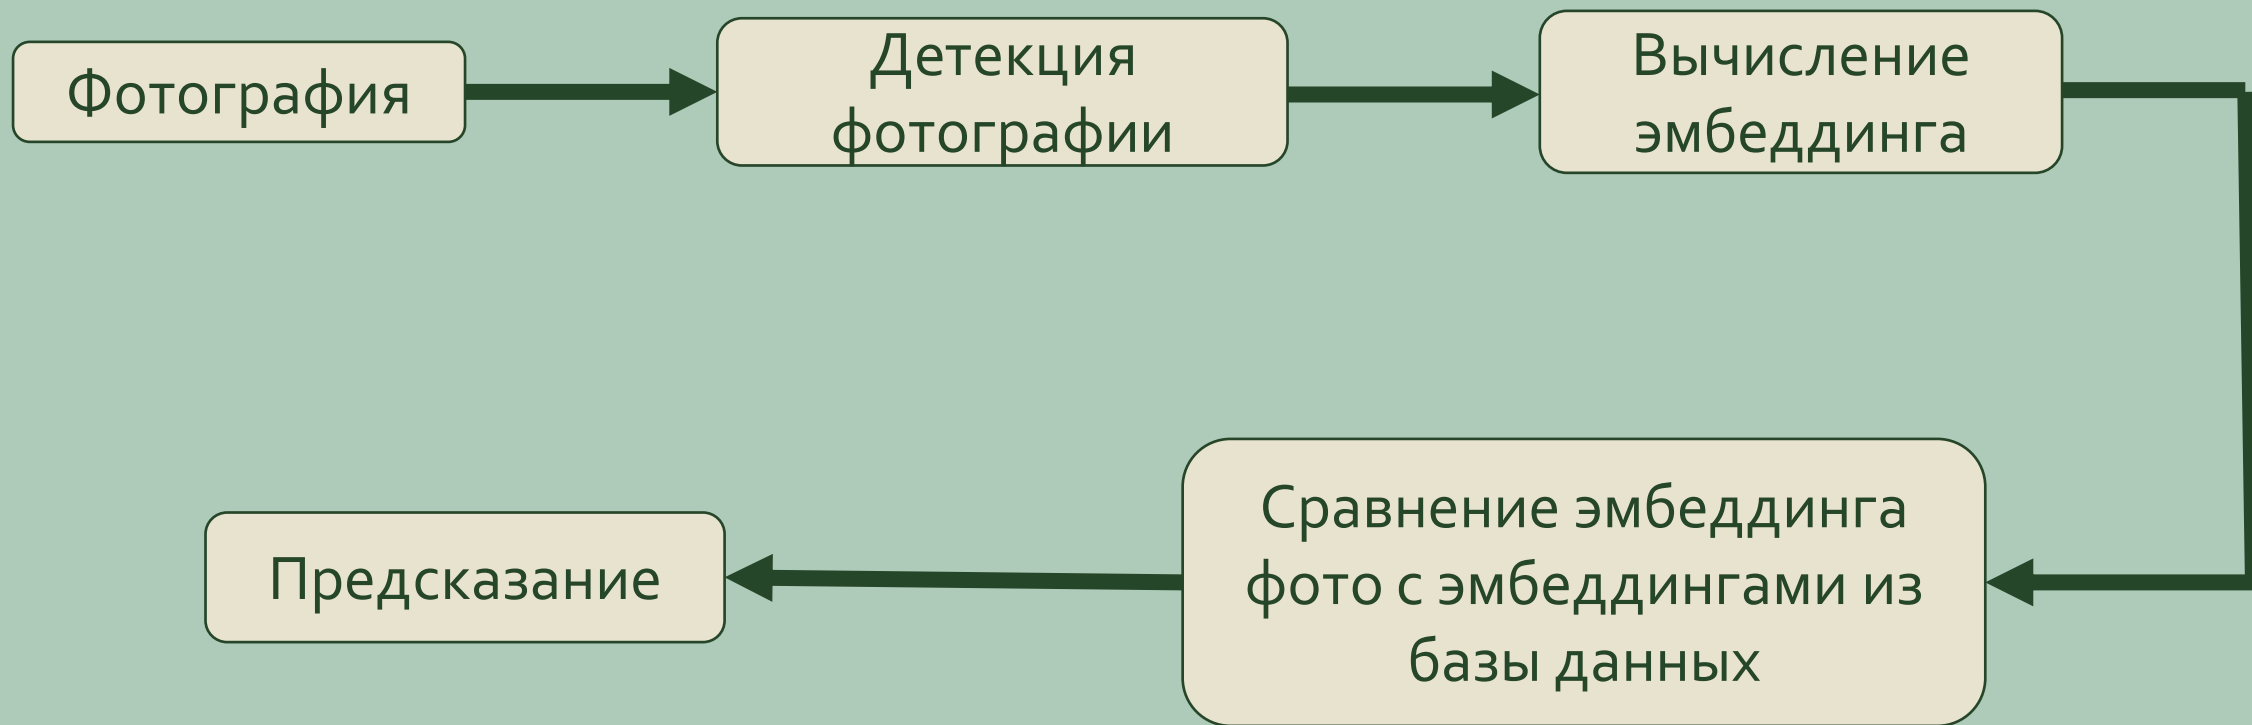 Фотография
Детекция
фотографии
Вычисление
эмбеддинга
Сравнение эмбеддинга
фото с эмбеддингами из
базы данных
Предсказание